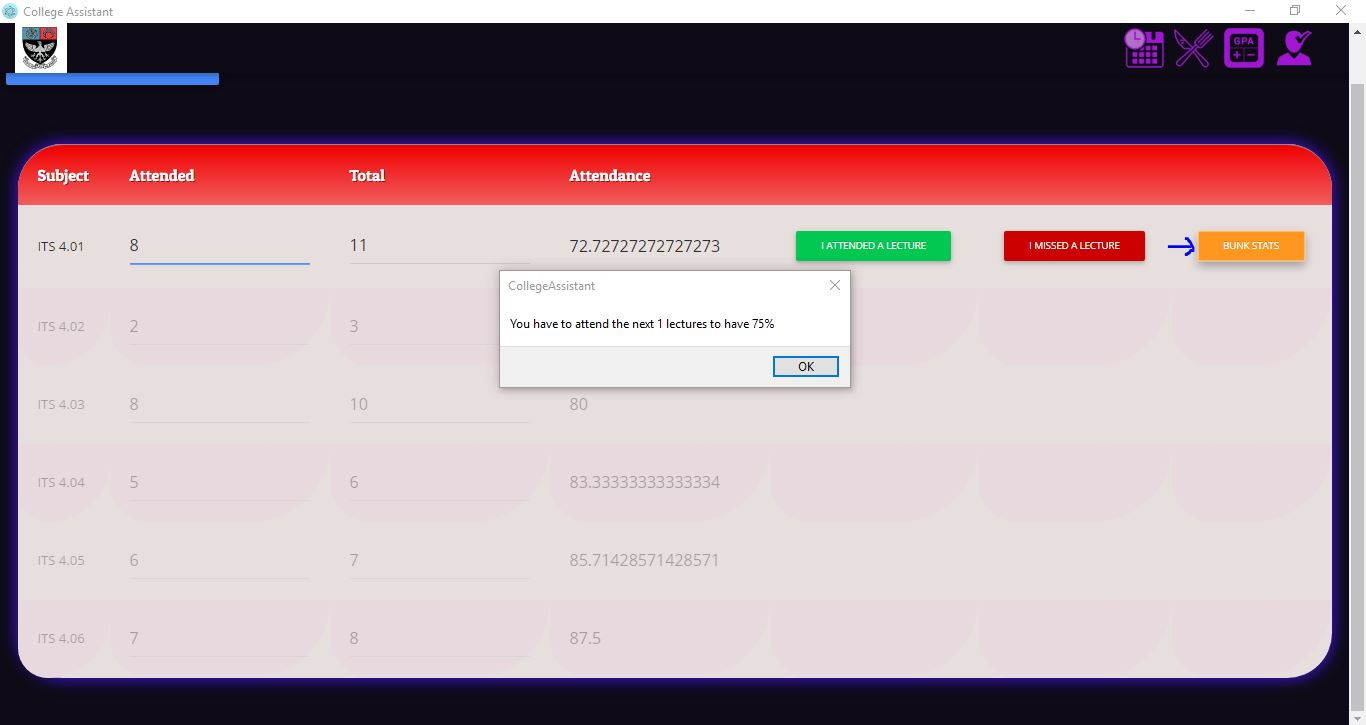 College Assistant
GPA
Subject Attended Total Attendance
ITS 4.01 8 11 72.72727272727273 I ATTENDED A LECTURE I MISSED A LECTURE BUNK STATS
CollegeAssistant
You have to attend the next 1 lectures to have 75%
OK
ITS 4.02 2 3
ITS 4.03 8 10 80
ITS 4.04 5 6 83.33333333333334
ITS 4.05 6 7 85.71428571428571
ITS 4.06 7 8 87.5